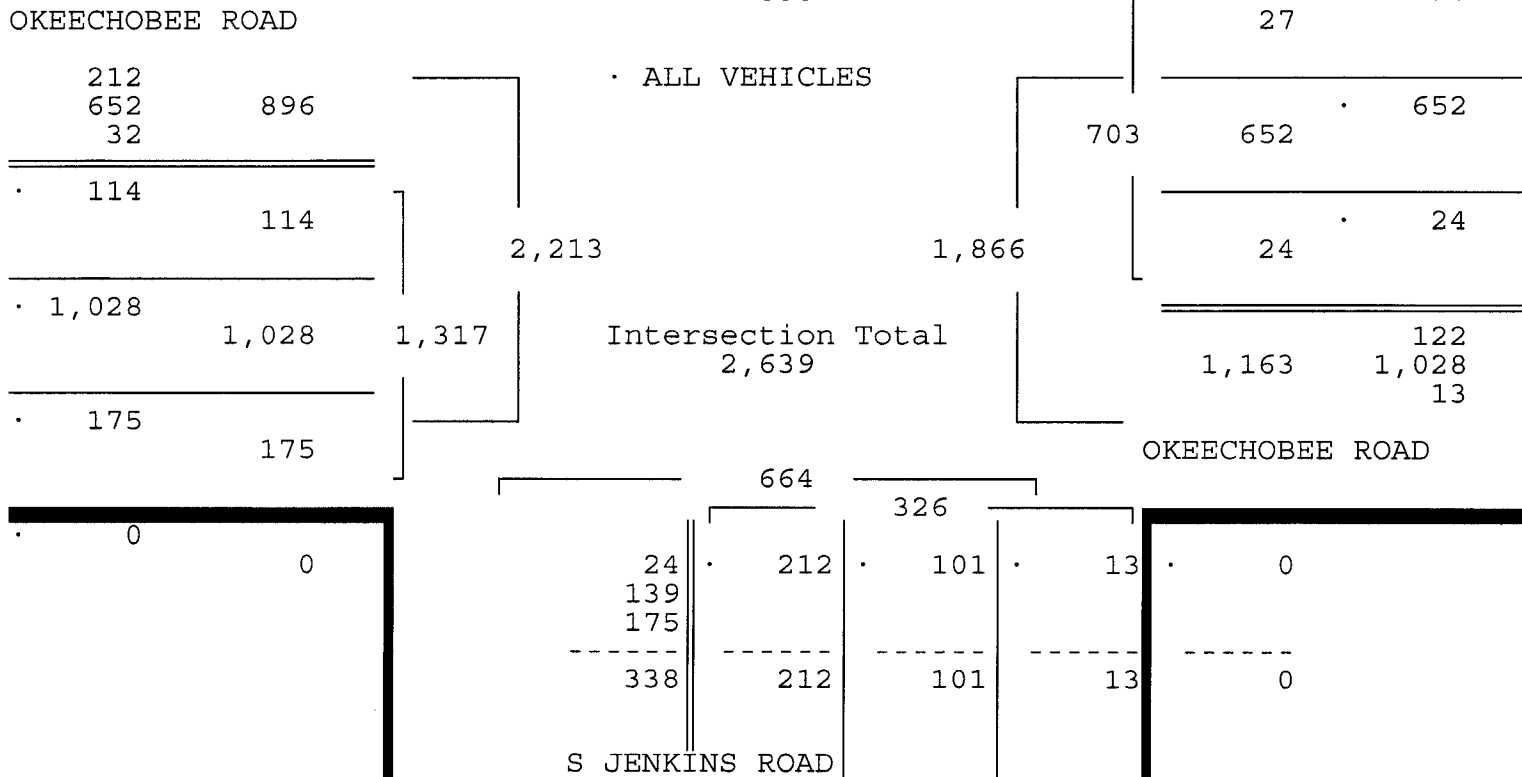 OKEECHOBEE ROAD
27
212
· ALL VEHICLES
652 896 · 652
32 703 652
· 114
114 · 24
2,213 1,866 24
· 1,028
1,028 1,317 Intersection Total 122
2,639 1,163 1,028
13
· 175
175 OKEECHOBEE ROAD
664
326
· 0
0 24 · 212 · 101 · 13 · 0
139
175
------ ------ ------ ------ ------
338 212 101 13 0
S JENKINS ROAD